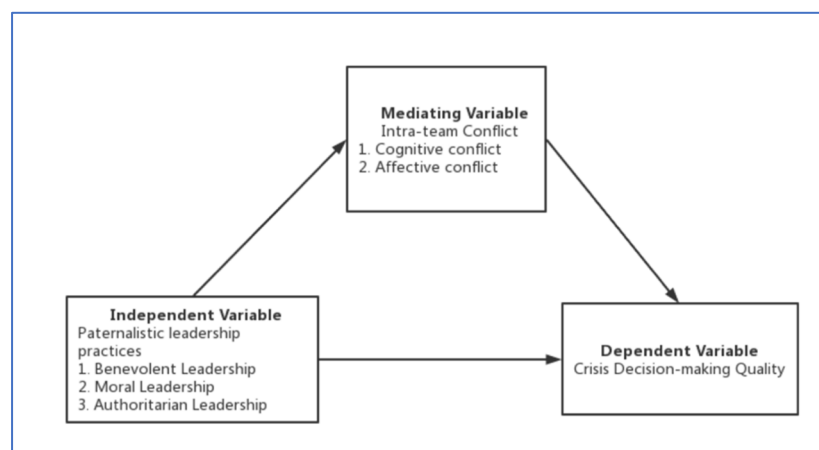 Mediating Variable
Intra-team Conflict
1. Cognitive conflict
2. Affective conflict
Independent Variable
Paternalistic leadership
practices
1. Benevolent Leadership
2. Moral Leadership
3. Authoritarian Leadership
Dependent Variable
Crisis Decision-making Quality